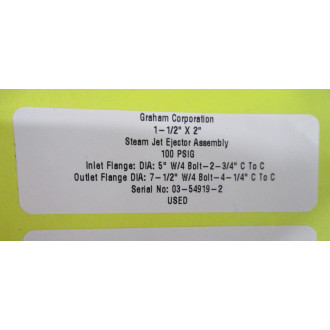 Graham Corporation
1-1/2" X 2"
Steam Jet Ejector Assembly
100 PSIG
Inlet Flange: DIA: 5" W/4 Bolt-2-3/4" C To C
Outlet Flange DIA: 7-1/2" W/4 Bolt-4-1/4" C To C
Serial No: 03-54919-2
USED